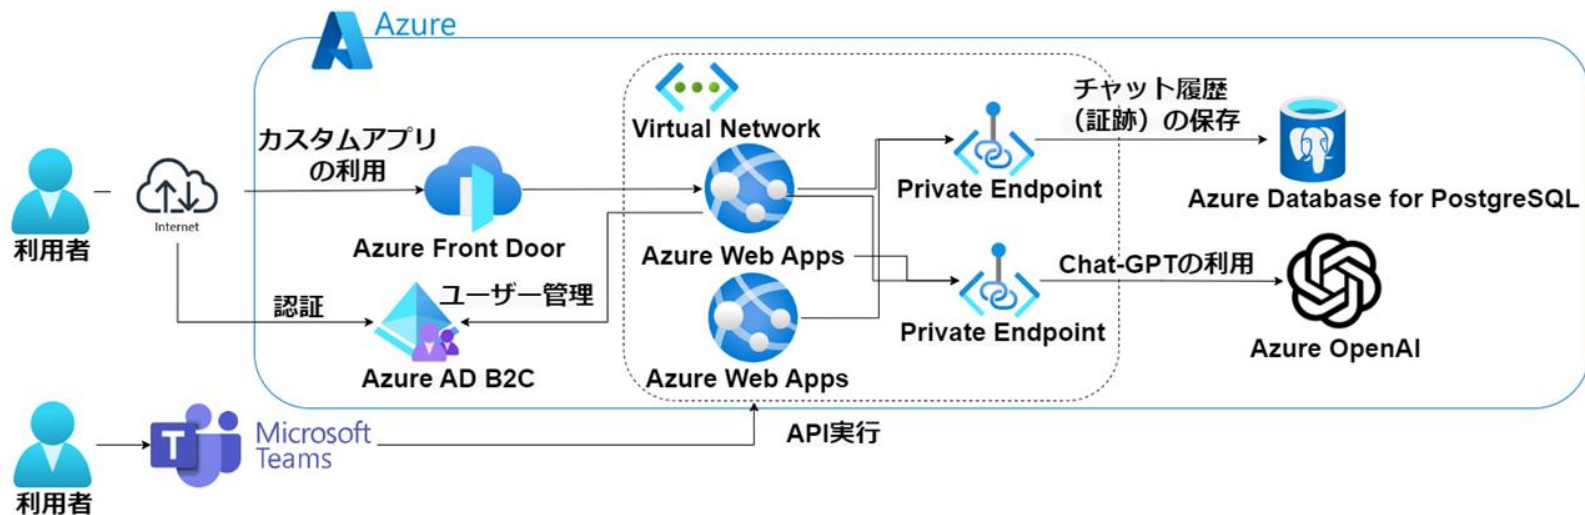 Azure
カスタムアプリ
の利用
Virtual Network
チャット履歴
（証跡）の保存
Internet
利用者
Azure Front Door
Private Endpoint
Azure Database for PostgreSQL
Azure Web Apps
認証
ユーザー管理
Chat-GPTの利用
Azure AD B2C
Azure Web Apps
Private Endpoint
Azure OpenAI
利用者
T
Microsoft
Teams
API実行